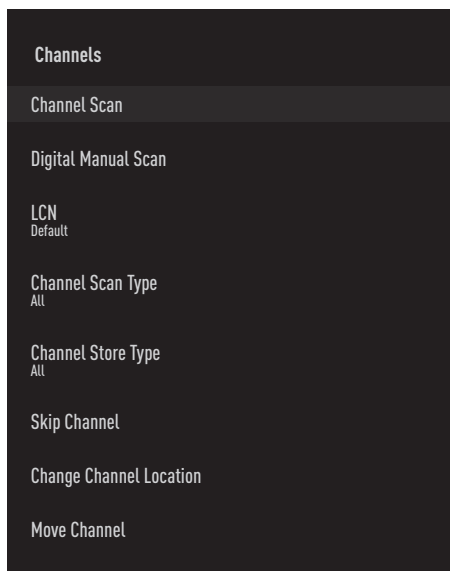 Channels
Channel Scan
Digital Manual Scan
LCN
Default
Channel Scan Type
All
Channel Store Type
All
Skip Channel
Change Channel Location
Move Channel